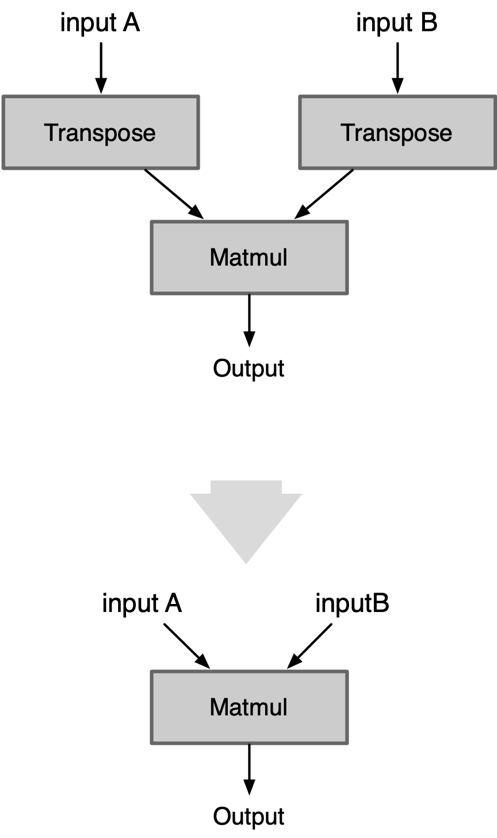 input A
input B
Transpose
Transpose
Matmul
Output
input A
inputB
Matmul
Output